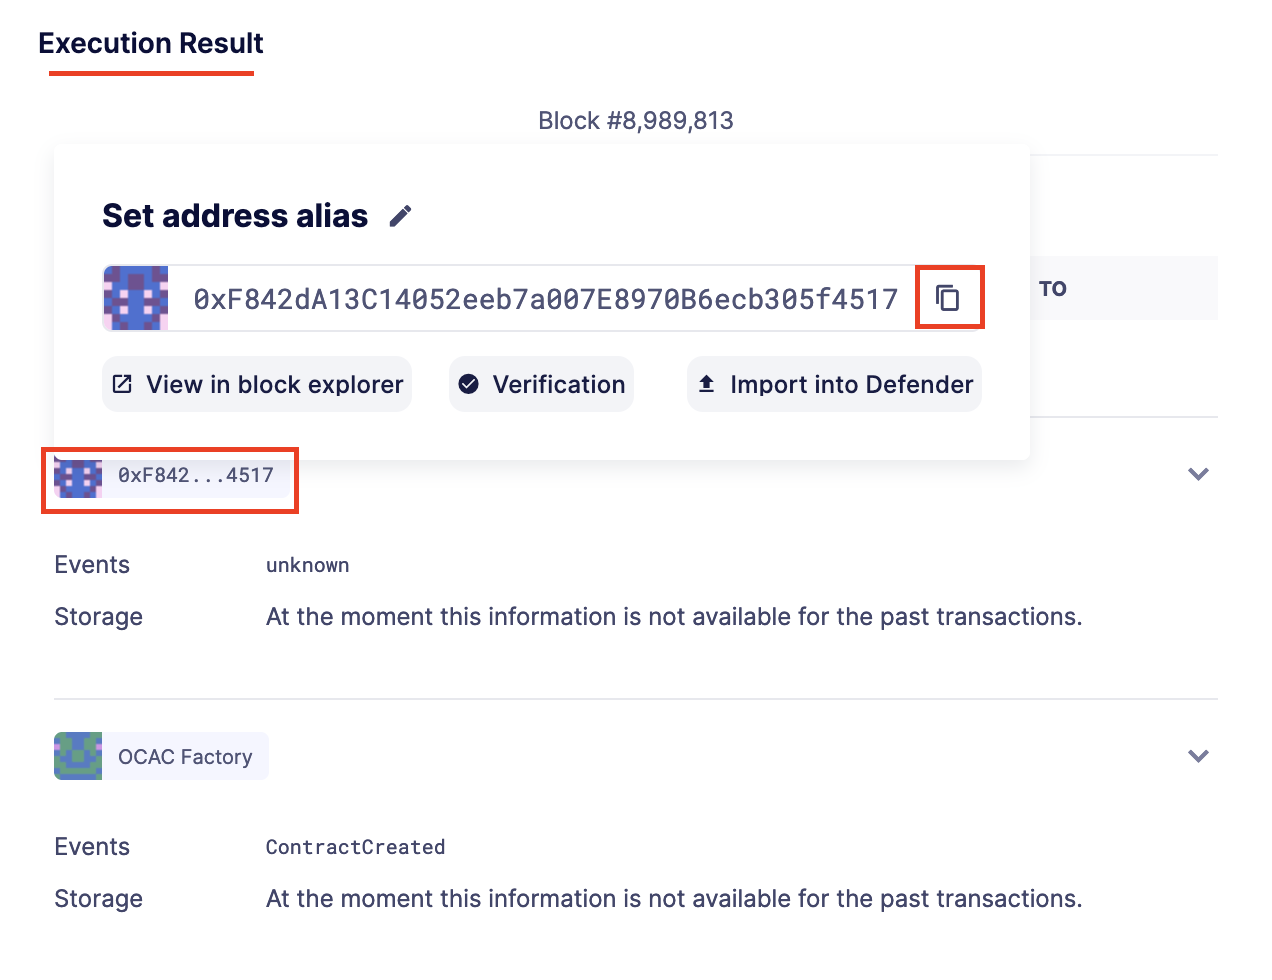 Execution Result
Block #8,989,813
Set address alias
0xF842dA13C14052eeb7a007E8970B6ecb305f4517
TO
View in block explorer Verification Import into Defender
0xF842...4517
Events unknown
Storage At the moment this information is not available for the past transactions.
OCAC Factory
Events ContractCreated
Storage At the moment this information is not available for the past transactions.